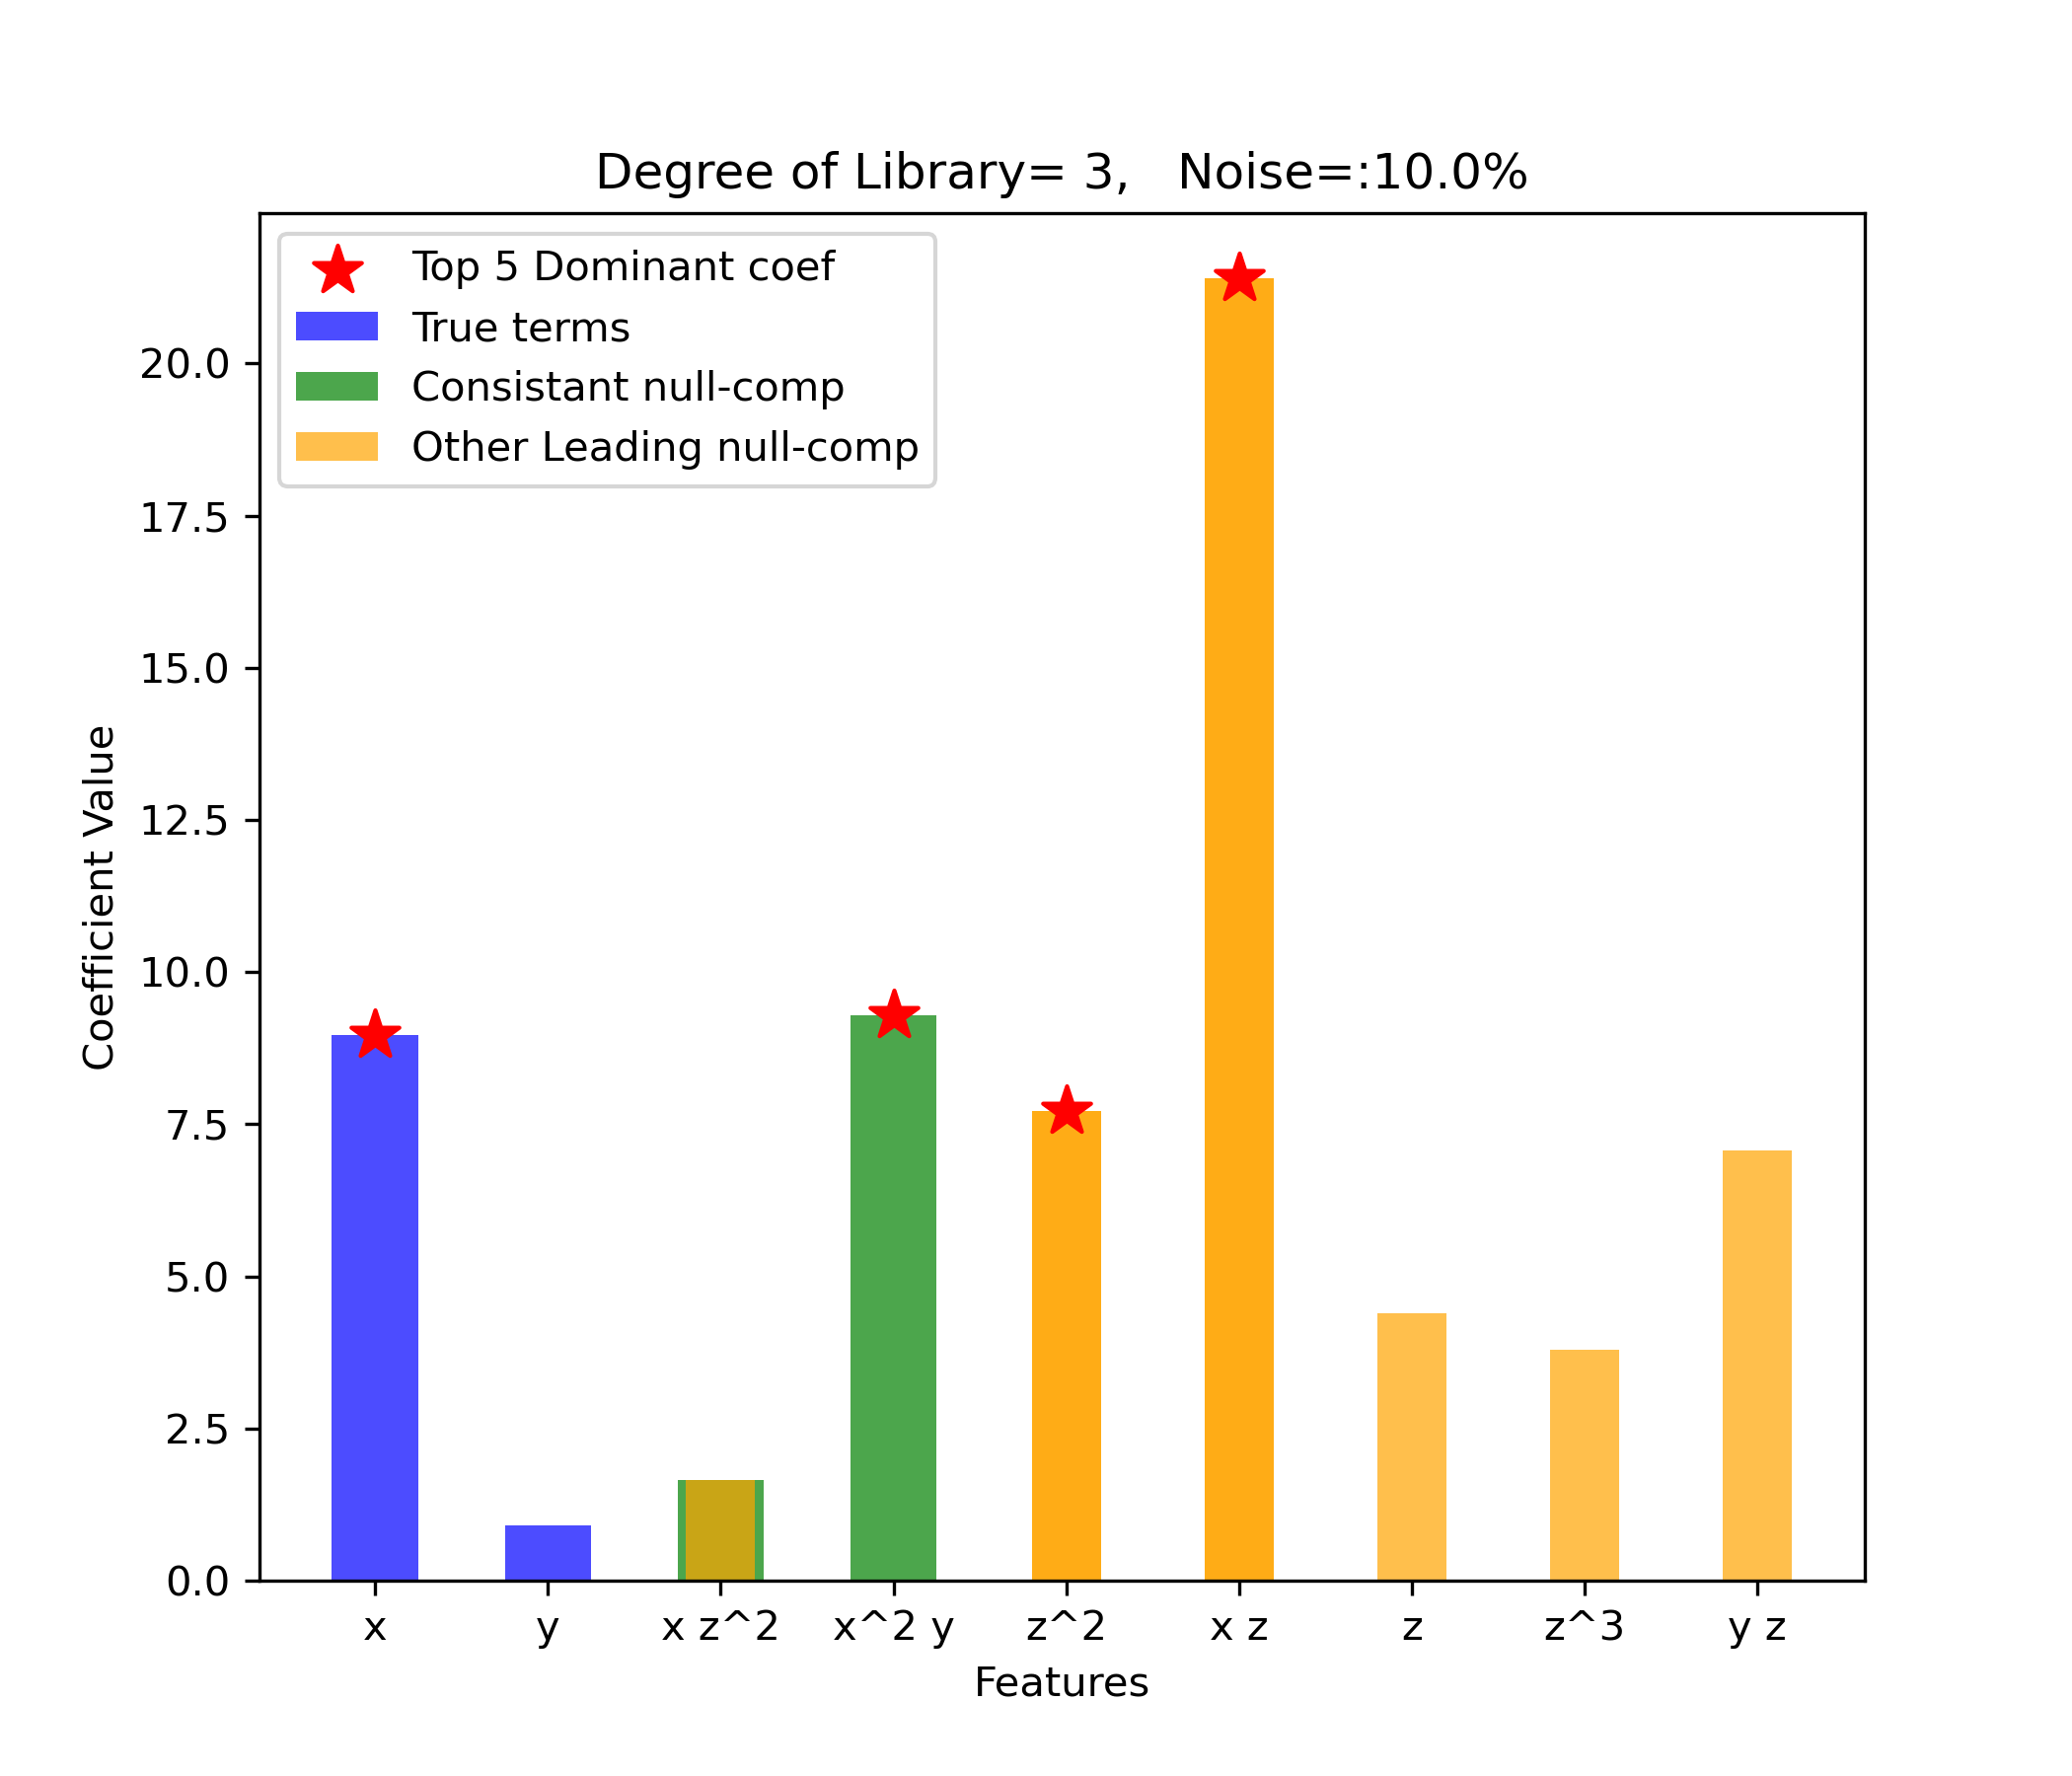 Degree of Library= 3,   Noise=:10.0%
Top 5 Dominant coef
True terms
Consistant null-comp
Other Leading null-comp
20.0
17.5
15.0
12.5
10.0
7.5
5.0
2.5
0.0
Coefficient Value
x y x z^2 x^2 y z^2 x z z z^3 y z
Features